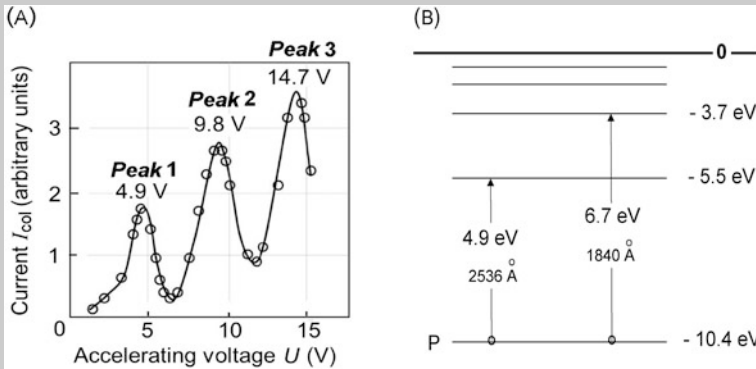 (A)
Peak 3
14.7 V
Peak 2
9.8 V
Peak 1
4.9 V
Current I_col (arbitrary units)
3
2
1
0
5
10
15
Accelerating voltage U (V)
(B)
0
- 3.7 eV
- 5.5 eV
6.7 eV
4.9 eV
1840 Å
2536 Å
P
- 10.4 eV